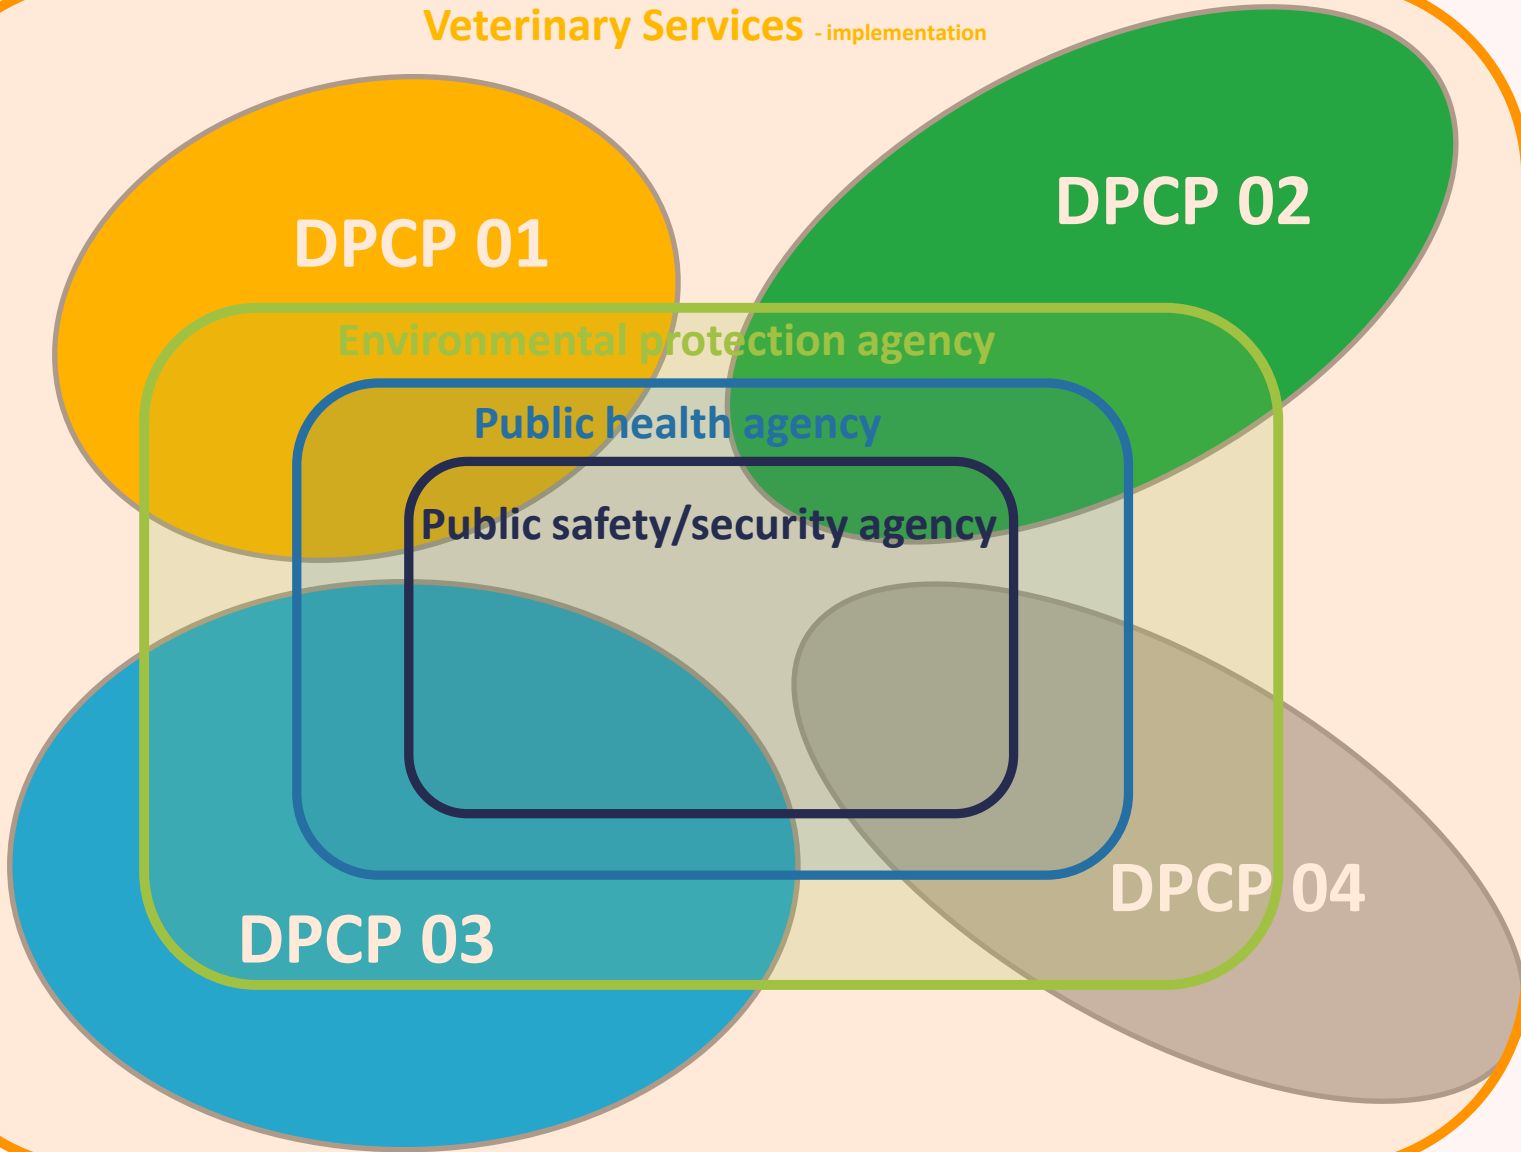 Veterinary Services - implementation
DPCP 02
DPCP 01
Environmental protection agency
Public health agency
Public safety/security agency
DPCP 04
DPCP 03